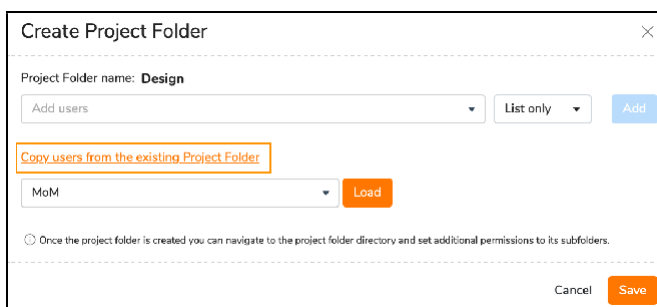 Create Project Folder
Project Folder name: Design
Add users
List only
Add
Copy users from the existing Project Folder
MoM
Load
Once the project folder is created you can navigate to the project folder directory and set additional permissions to its subfolders.
Cancel
Save